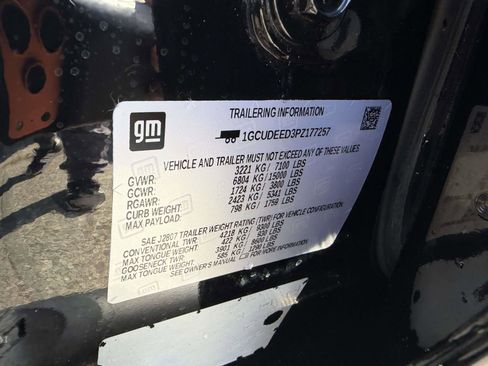 gm
TRAILERING INFORMATION
1GCUDEED3PZ177257
VEHICLE AND TRAILER MUST NOT EXCEED ANY OF THESE VALUES
GVWR: 3221 KG / 7100 LBS
GCWR: 6804 KG / 15000 LBS
RGAWR: 1724 KG / 3800 LBS
CURB WEIGHT: 2423 KG / 5341 LBS
MAX PAYLOAD: 798 KG / 1759 LBS
SAE J2807 TRAILER WEIGHT RATING (TWR) FOR VEHICLE CONFIGURATION
CONVENTIONAL TWR: 4218 KG / 9300 LBS
MAX TONGUE WEIGHT: 422 KG / 930 LBS
GOOSENECK TWR: 3901 KG / 8600 LBS
MAX TONGUE WEIGHT: 585 KG / 1290 LBS
SEE OWNER'S MANUAL FOR MORE INFORMATION